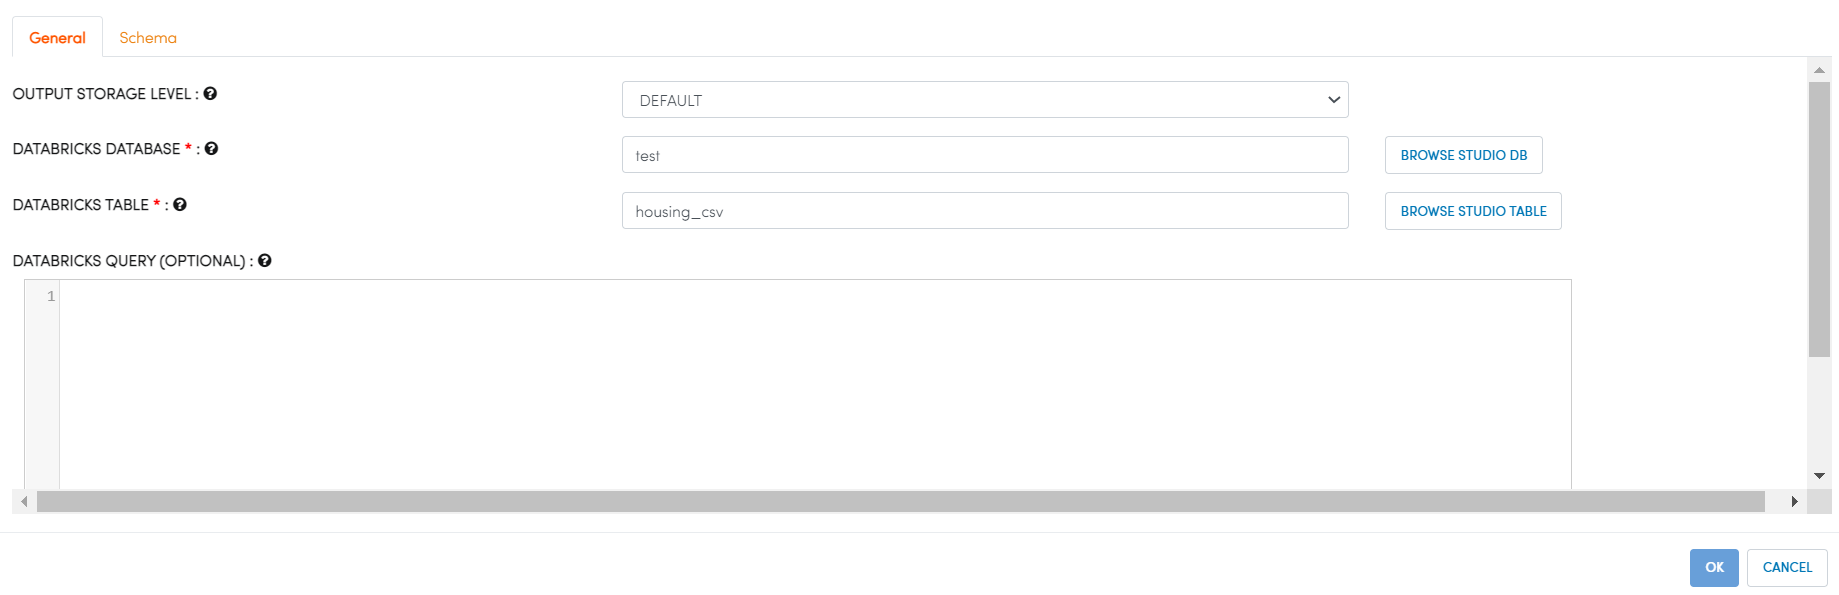 General Schema
OUTPUT STORAGE LEVEL : DEFAULT
DATABRICKS DATABASE * : test BROWSE STUDIO DB
DATABRICKS TABLE * : housing_csv BROWSE STUDIO TABLE
DATABRICKS QUERY (OPTIONAL) :
1
OK CANCEL